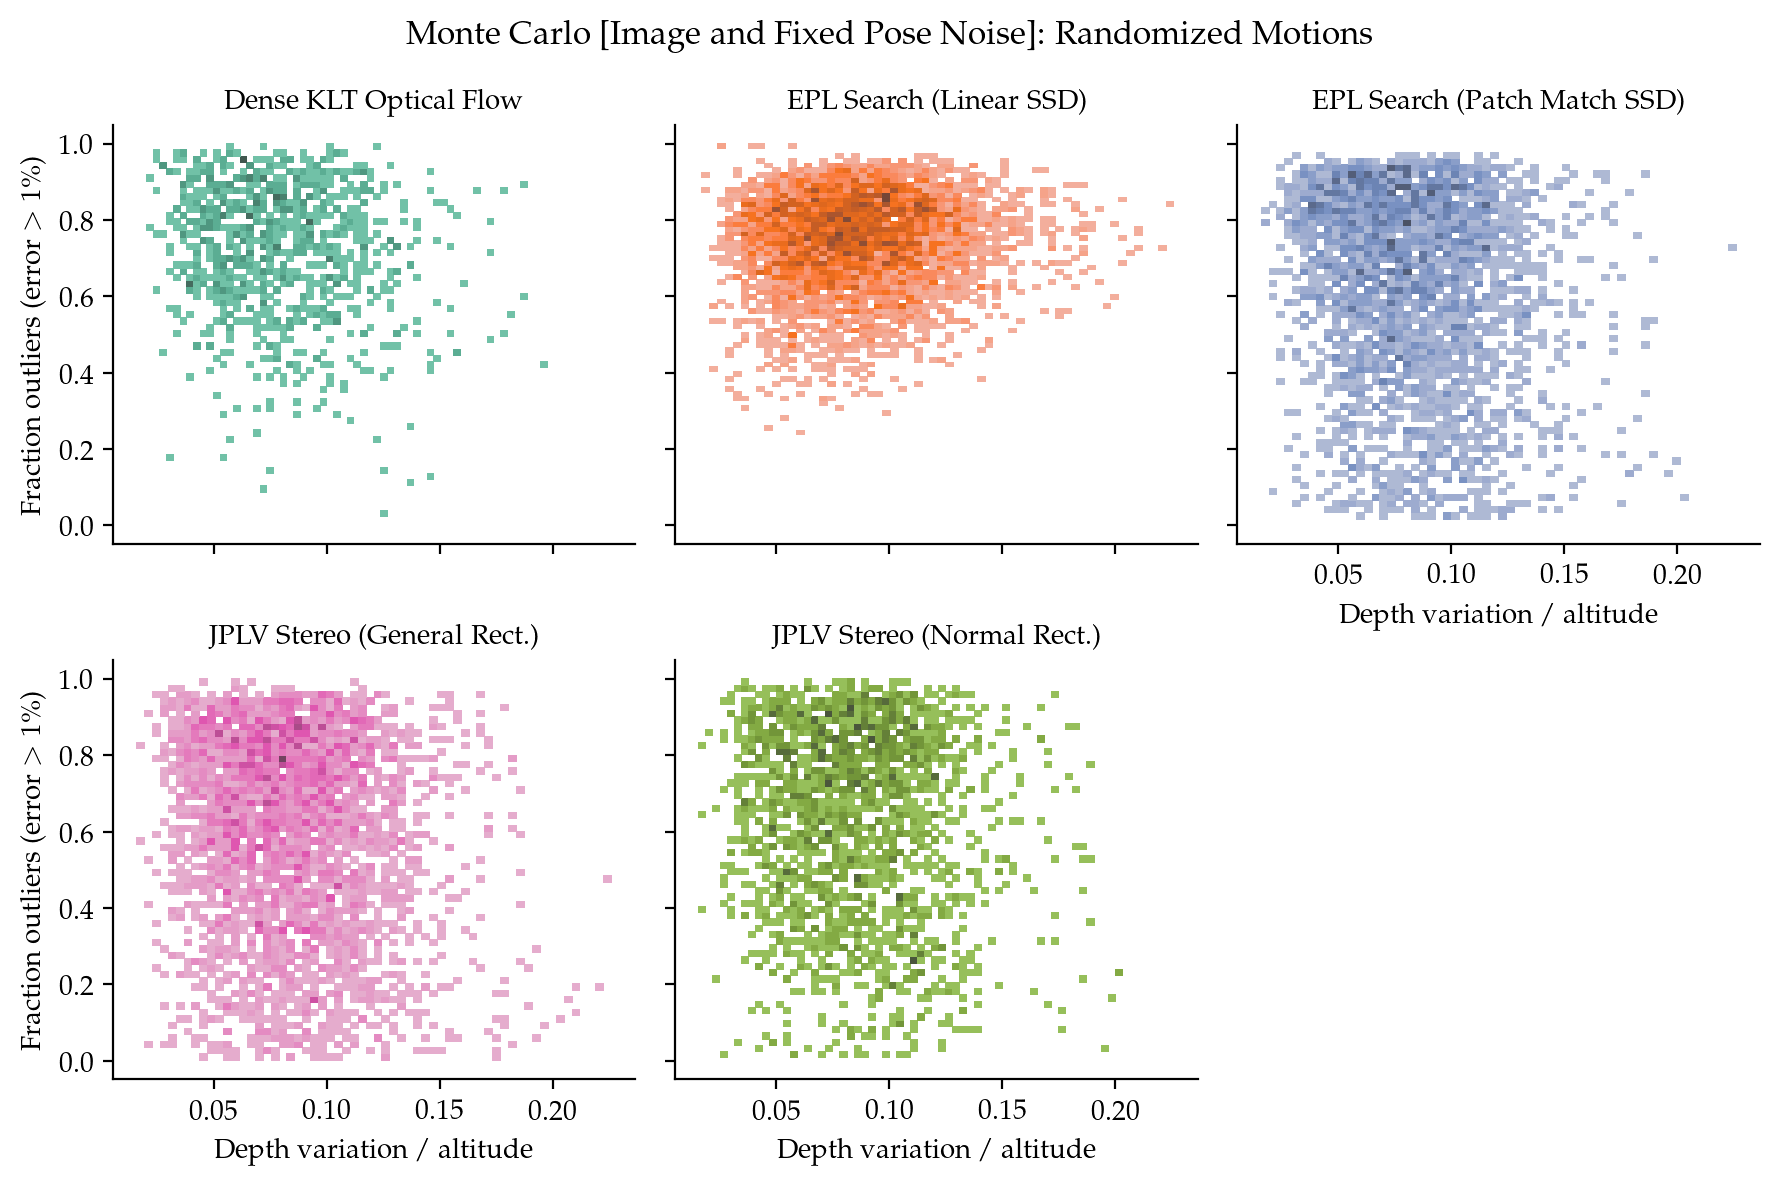 Monte Carlo [Image and Fixed Pose Noise]: Randomized Motions
Dense KLT Optical Flow
EPL Search (Linear SSD)
EPL Search (Patch Match SSD)
Fraction outliers (error > 1%)
1.0
0.8
0.6
0.4
0.2
0.0
0.05 0.10 0.15 0.20
Depth variation / altitude
JPLV Stereo (General Rect.)
JPLV Stereo (Normal Rect.)
Fraction outliers (error > 1%)
1.0
0.8
0.6
0.4
0.2
0.0
0.05 0.10 0.15 0.20
0.05 0.10 0.15 0.20
Depth variation / altitude
Depth variation / altitude